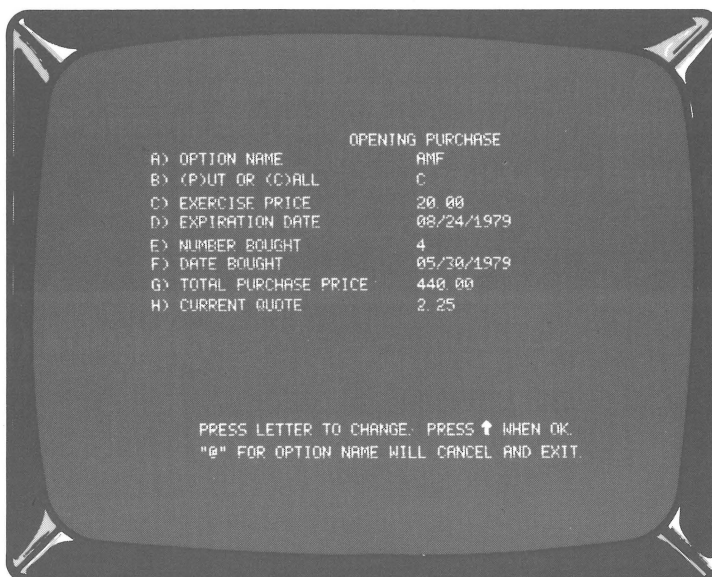 OPENING PURCHASE
A) OPTION NAME AMF
B) (P)UT OR (C)ALL C
C) EXERCISE PRICE 20.00
D) EXPIRATION DATE 08/24/1979
E) NUMBER BOUGHT 4
F) DATE BOUGHT 05/30/1979
G) TOTAL PURCHASE PRICE 440.00
H) CURRENT QUOTE 2.25
PRESS LETTER TO CHANGE. PRESS ↑ WHEN OK.
"@" FOR OPTION NAME WILL CANCEL AND EXIT.